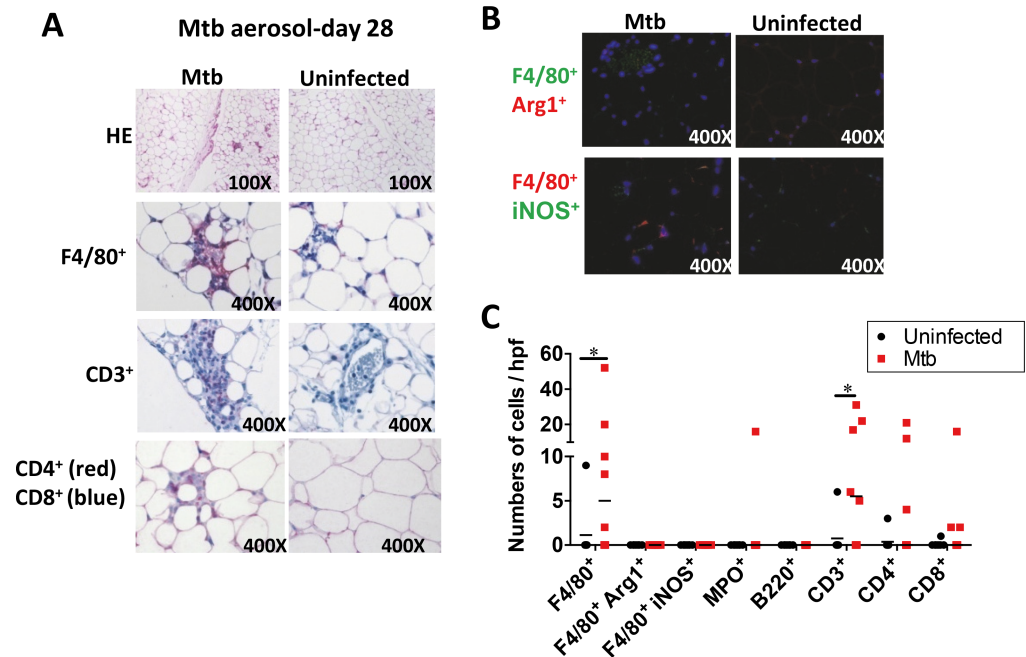 A
Mtb aerosol-day 28
Mtb
Uninfected
HE
100X
100X
F4/80⁺
400X
400X
CD3⁺
400X
400X
CD4⁺ (red)
CD8⁺ (blue)
400X
400X
B
Mtb
Uninfected
F4/80⁺
Arg1⁺
400X
400X
F4/80⁺
iNOS⁺
400X
400X
C
Uninfected
Mtb
Numbers of cells / hpf
60
40
20
10
5
0
*
*
F4/80⁺
F4/80⁺ Arg1⁺
F4/80⁺ iNOS⁺
MPO⁺
B220⁺
CD3⁺
CD4⁺
CD8⁺